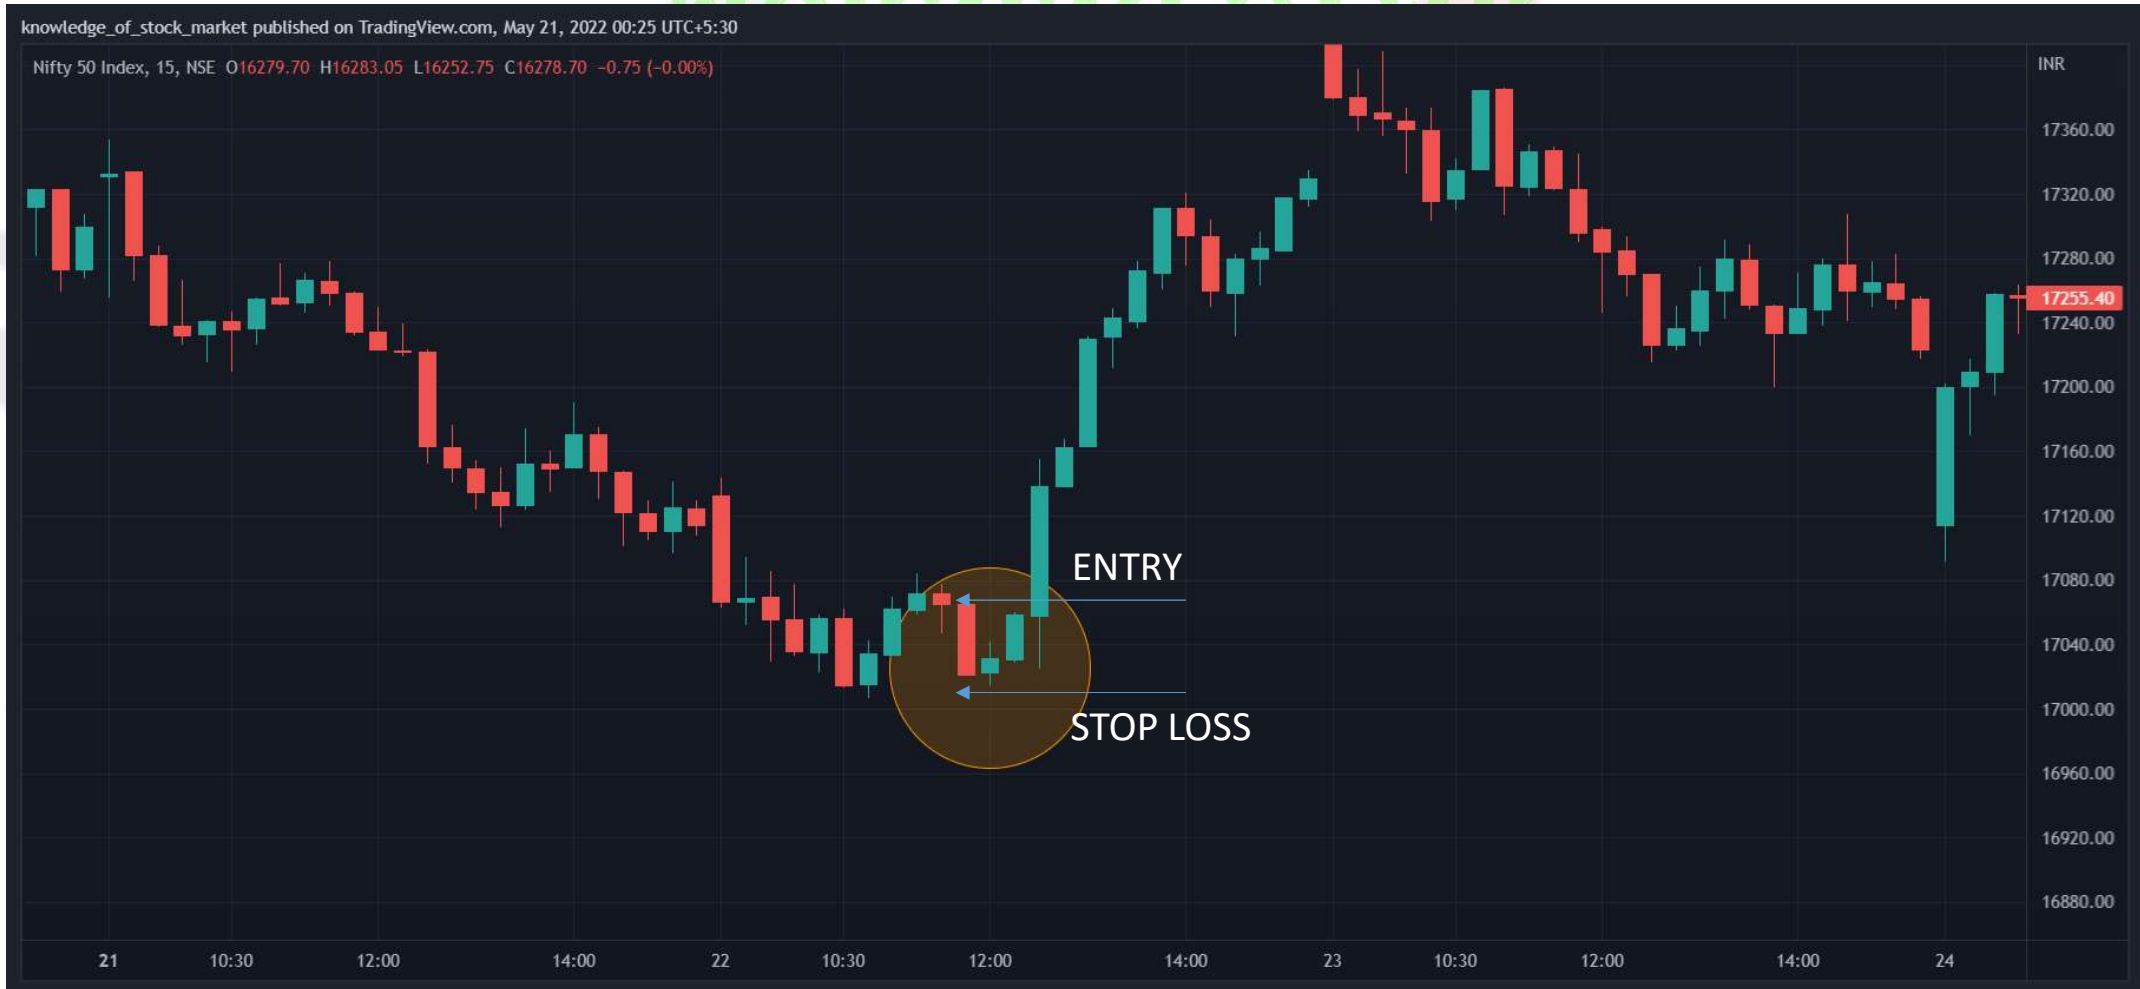 knowledge_of_stock_market published on TradingView.com, May 21, 2022 00:25 UTC+5:30
Nifty 50 Index, 15, NSE O16279.70 H16283.05 L16252.75 C16278.70 −0.75 (−0.00%)
INR
17360.00
17320.00
17280.00
17255.40
17240.00
17200.00
17160.00
17120.00
ENTRY
17080.00
17040.00
17000.00
STOP LOSS
16960.00
16920.00
16880.00
21 10:30 12:00 14:00 22 10:30 12:00 14:00 23 10:30 12:00 14:00 24